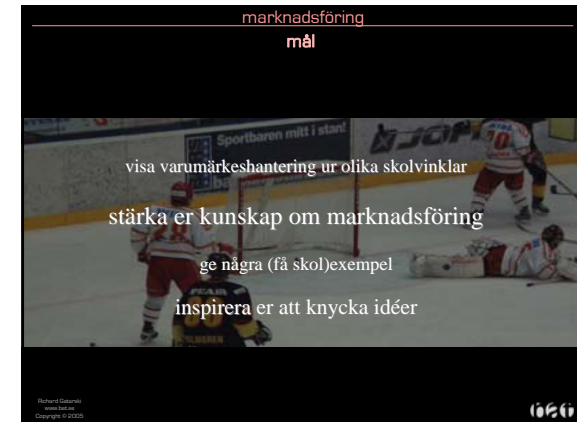 marknadsföring
mål
Sportbaren mitt i stan!
visa varumärkeshantering ur olika skolvinklar
stärka er kunskap om marknadsföring
ge några (få skol)exempel
inspirera er att knycka idéer
Richard Gatarski
www.bet.se
Copyright © 2005